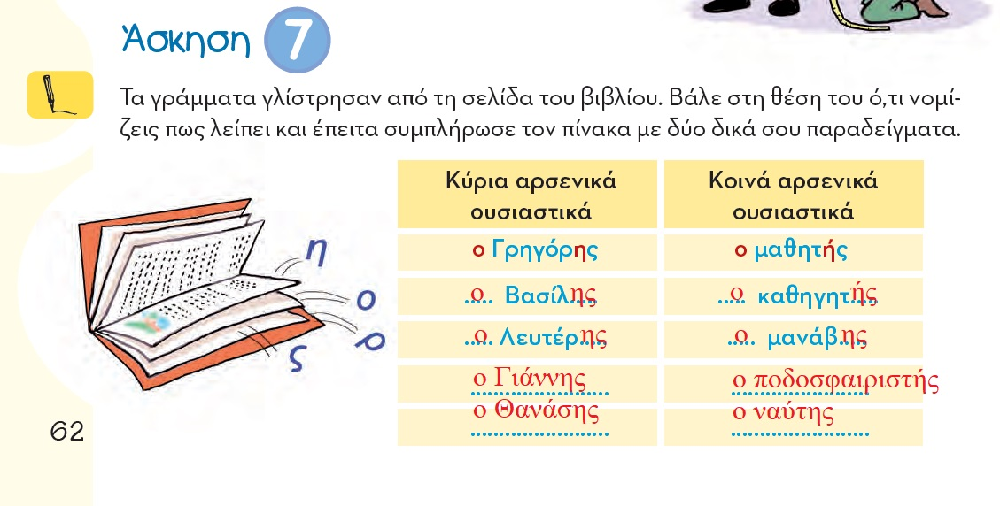 Άσκηση 7
Τα γράμματα γλίστρησαν από τη σελίδα του βιβλίου. Βάλε στη θέση του ό,τι νομί-
ζεις πως λείπει και έπειτα συμπλήρωσε τον πίνακα με δύο δικά σου παραδείγματα.
Κύρια αρσενικά ουσιαστικά
Κοινά αρσενικά ουσιαστικά
ο Γρηγόρης
ο μαθητής
ο Βασίλης
ο καθηγητής
ο Λευτέρης
ο μανάβης
ο Γιάννης
ο ποδοσφαιριστής
ο Θανάσης
ο ναύτης
η
ο
ρ
ς
62